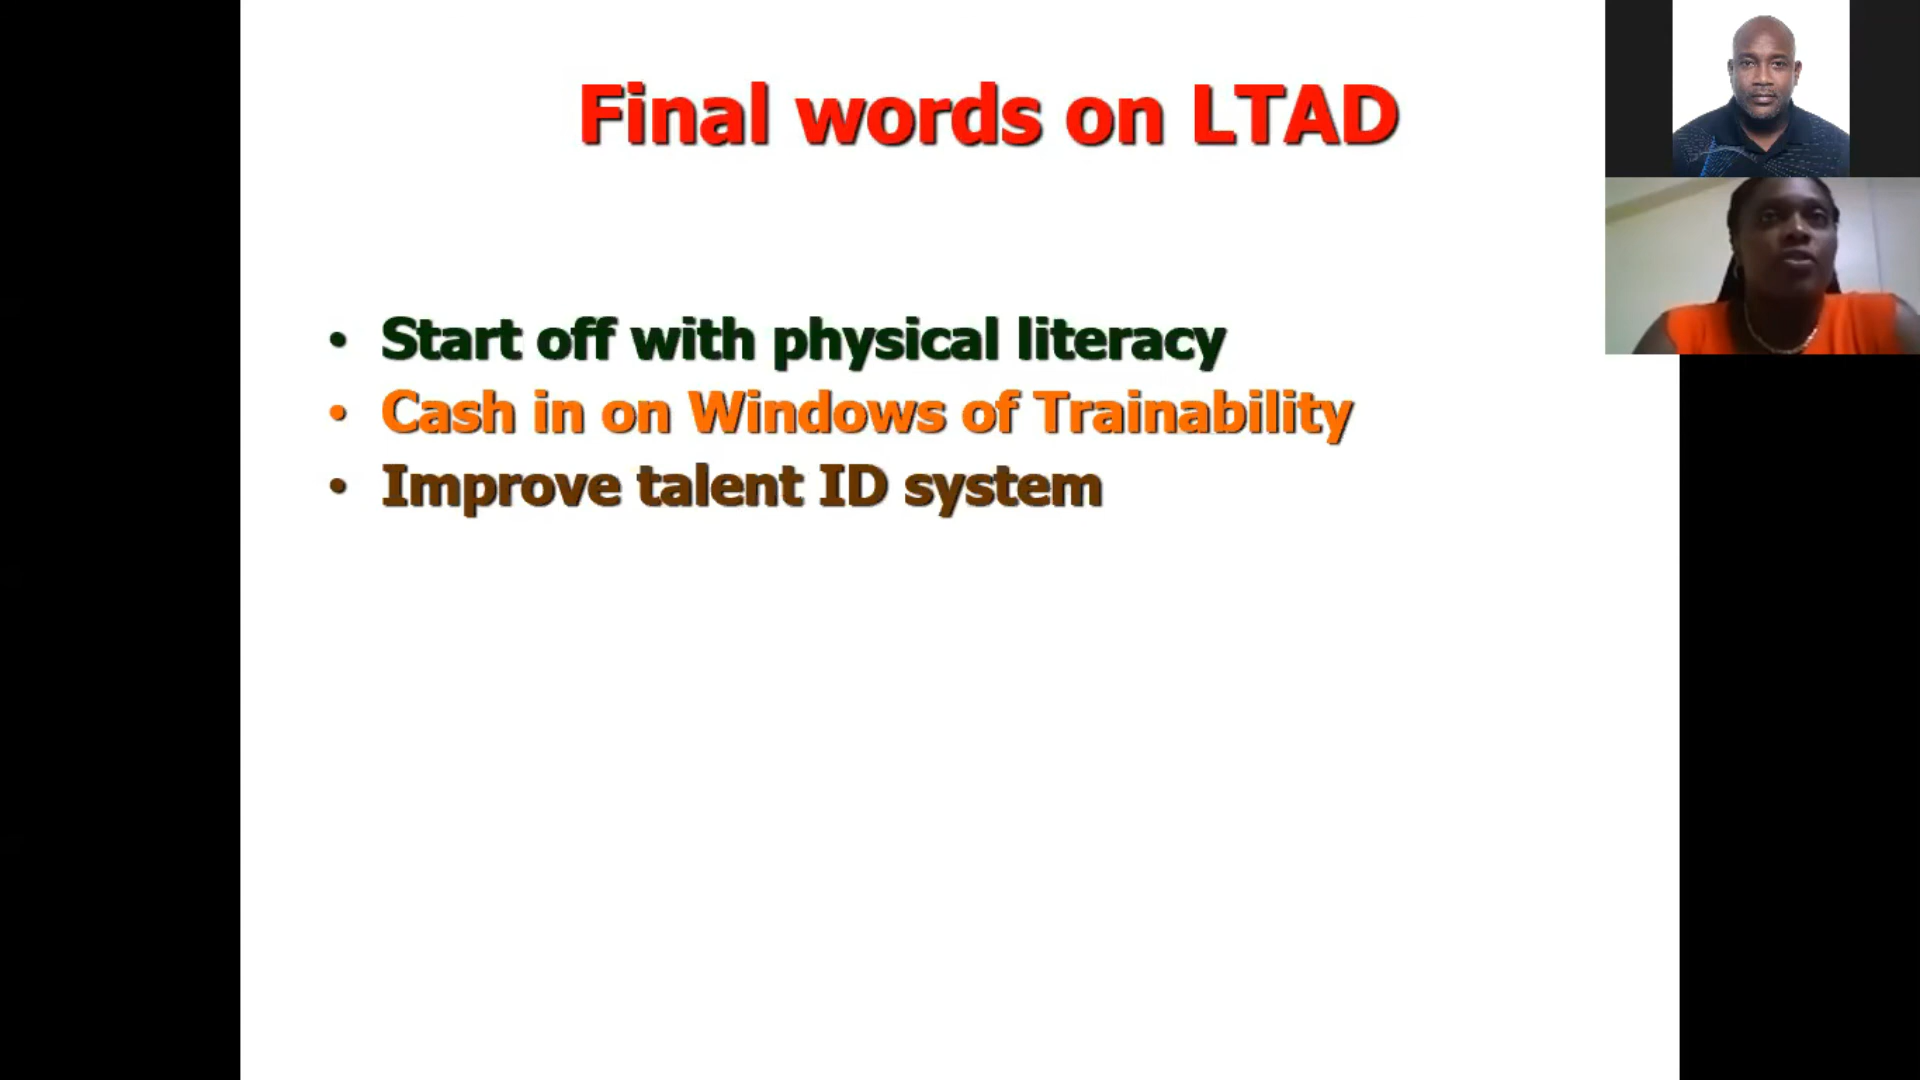 Final words on LTAD
• Start off with physical literacy
• Cash in on Windows of Trainability
• Improve talent ID system